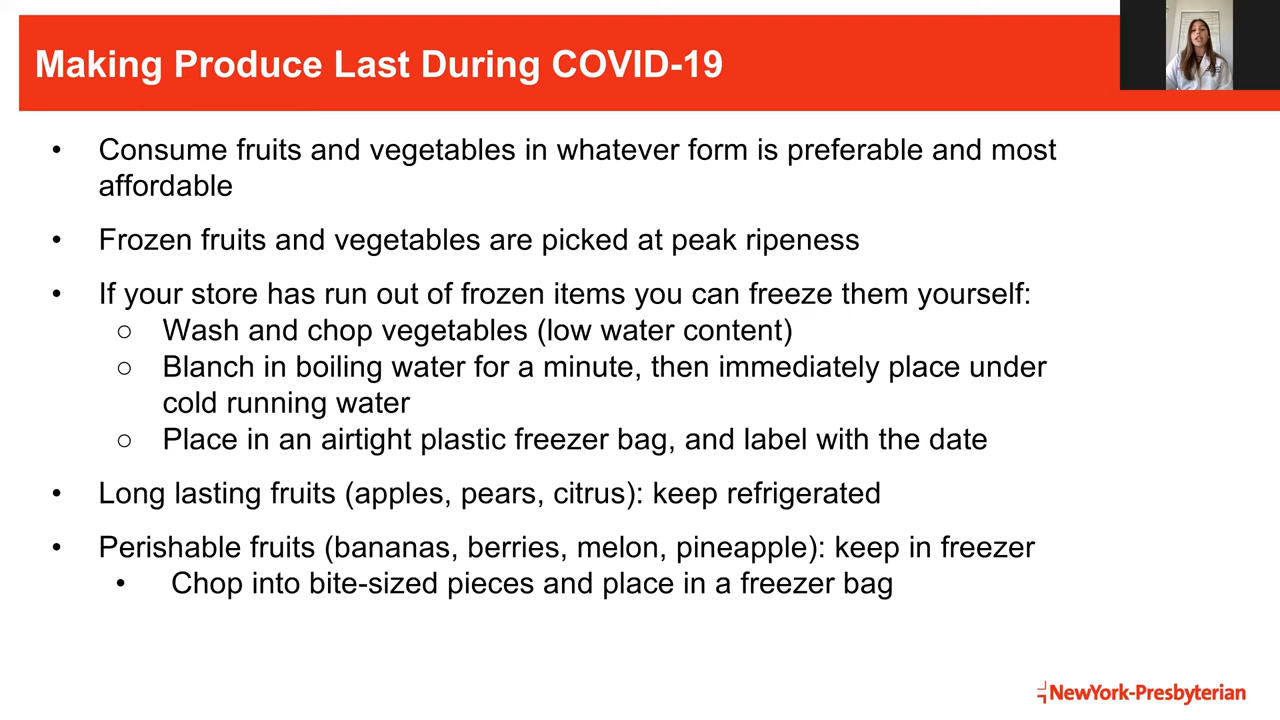 Making Produce Last During COVID-19
• Consume fruits and vegetables in whatever form is preferable and most
affordable
• Frozen fruits and vegetables are picked at peak ripeness
• If your store has run out of frozen items you can freeze them yourself:
○ Wash and chop vegetables (low water content)
○ Blanch in boiling water for a minute, then immediately place under
cold running water
○ Place in an airtight plastic freezer bag, and label with the date
• Long lasting fruits (apples, pears, citrus): keep refrigerated
• Perishable fruits (bananas, berries, melon, pineapple): keep in freezer
• Chop into bite-sized pieces and place in a freezer bag
NewYork-Presbyterian